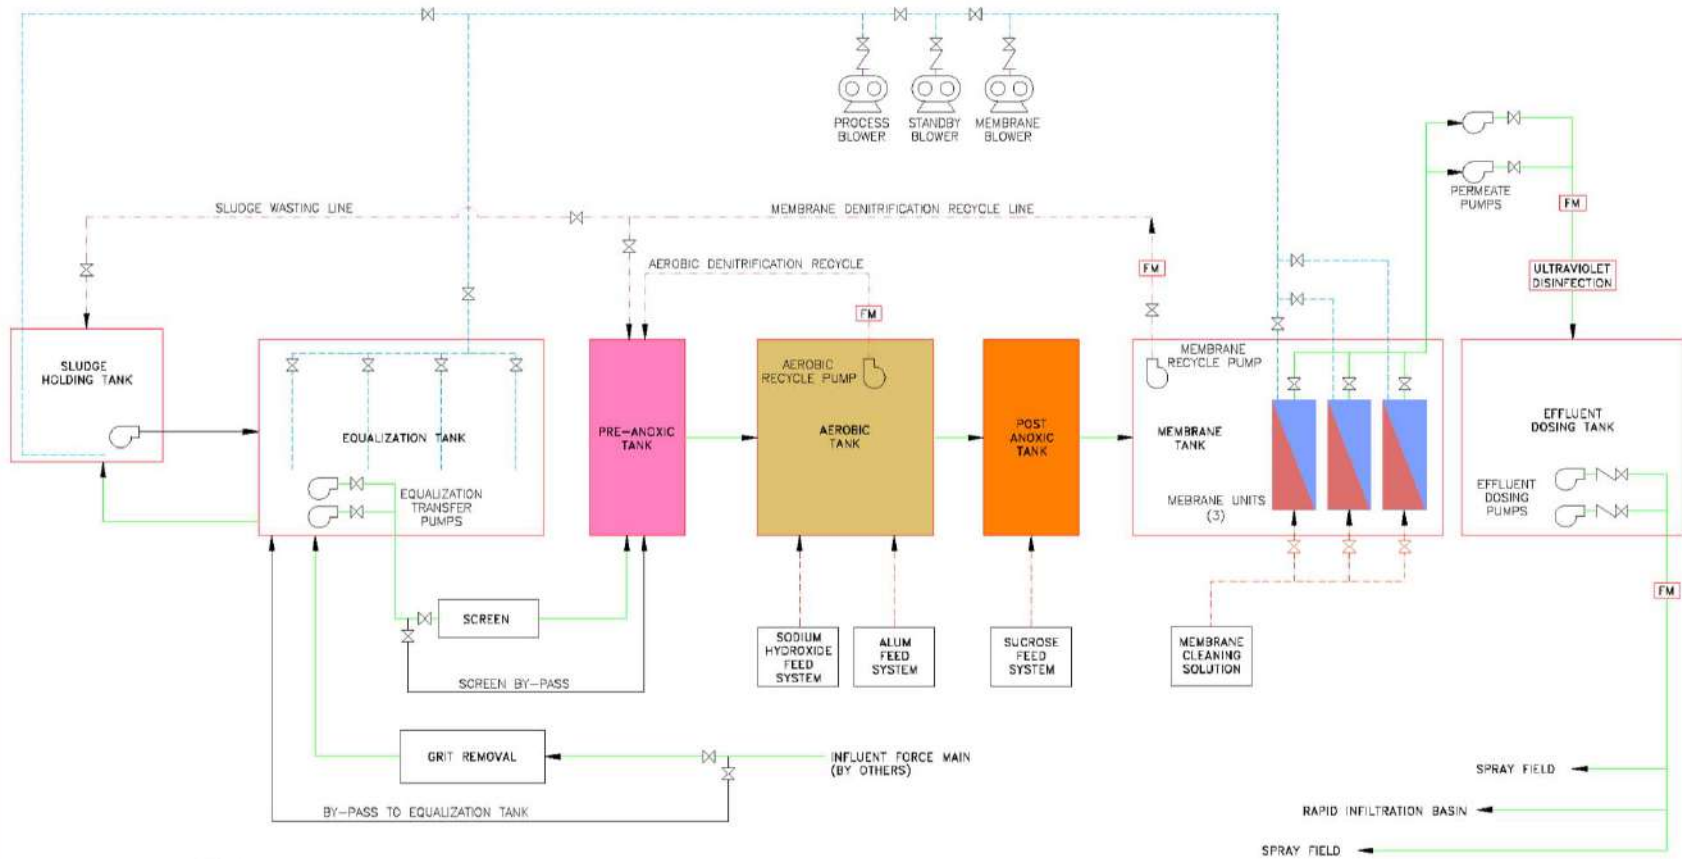 PROCESS
BLOWER
STANDBY
BLOWER
MEMBRANE
BLOWER
PERMEATE
PUMPS
FM
SLUDGE WASTING LINE
MEMBRANE DENITRIFICATION RECYCLE LINE
AEROBIC DENITRIFICATION RECYCLE
FM
FM
ULTRAVIOLET
DISINFECTION
SLUDGE
HOLDING TANK
EQUALIZATION TANK
EQUALIZATION
TRANSFER
PUMPS
PRE-ANOXIC
TANK
AEROBIC
RECYCLE PUMP
AEROBIC
TANK
POST
ANOXIC
TANK
MEMBRANE
RECYCLE PUMP
MEMBRANE
TANK
MEBRANE UNITS
(3)
EFFLUENT
DOSING TANK
EFFLUENT
DOSING
PUMPS
FM
SCREEN
SCREEN BY-PASS
SODIUM
HYDROXIDE
FEED
SYSTEM
ALUM
FEED
SYSTEM
SUCROSE
FEED
SYSTEM
MEMBRANE
CLEANING
SOLUTION
GRIT REMOVAL
INFLUENT FORCE MAIN
(BY OTHERS)
BY-PASS TO EQUALIZATION TANK
SPRAY FIELD
RAPID INFILTRATION BASIN
SPRAY FIELD